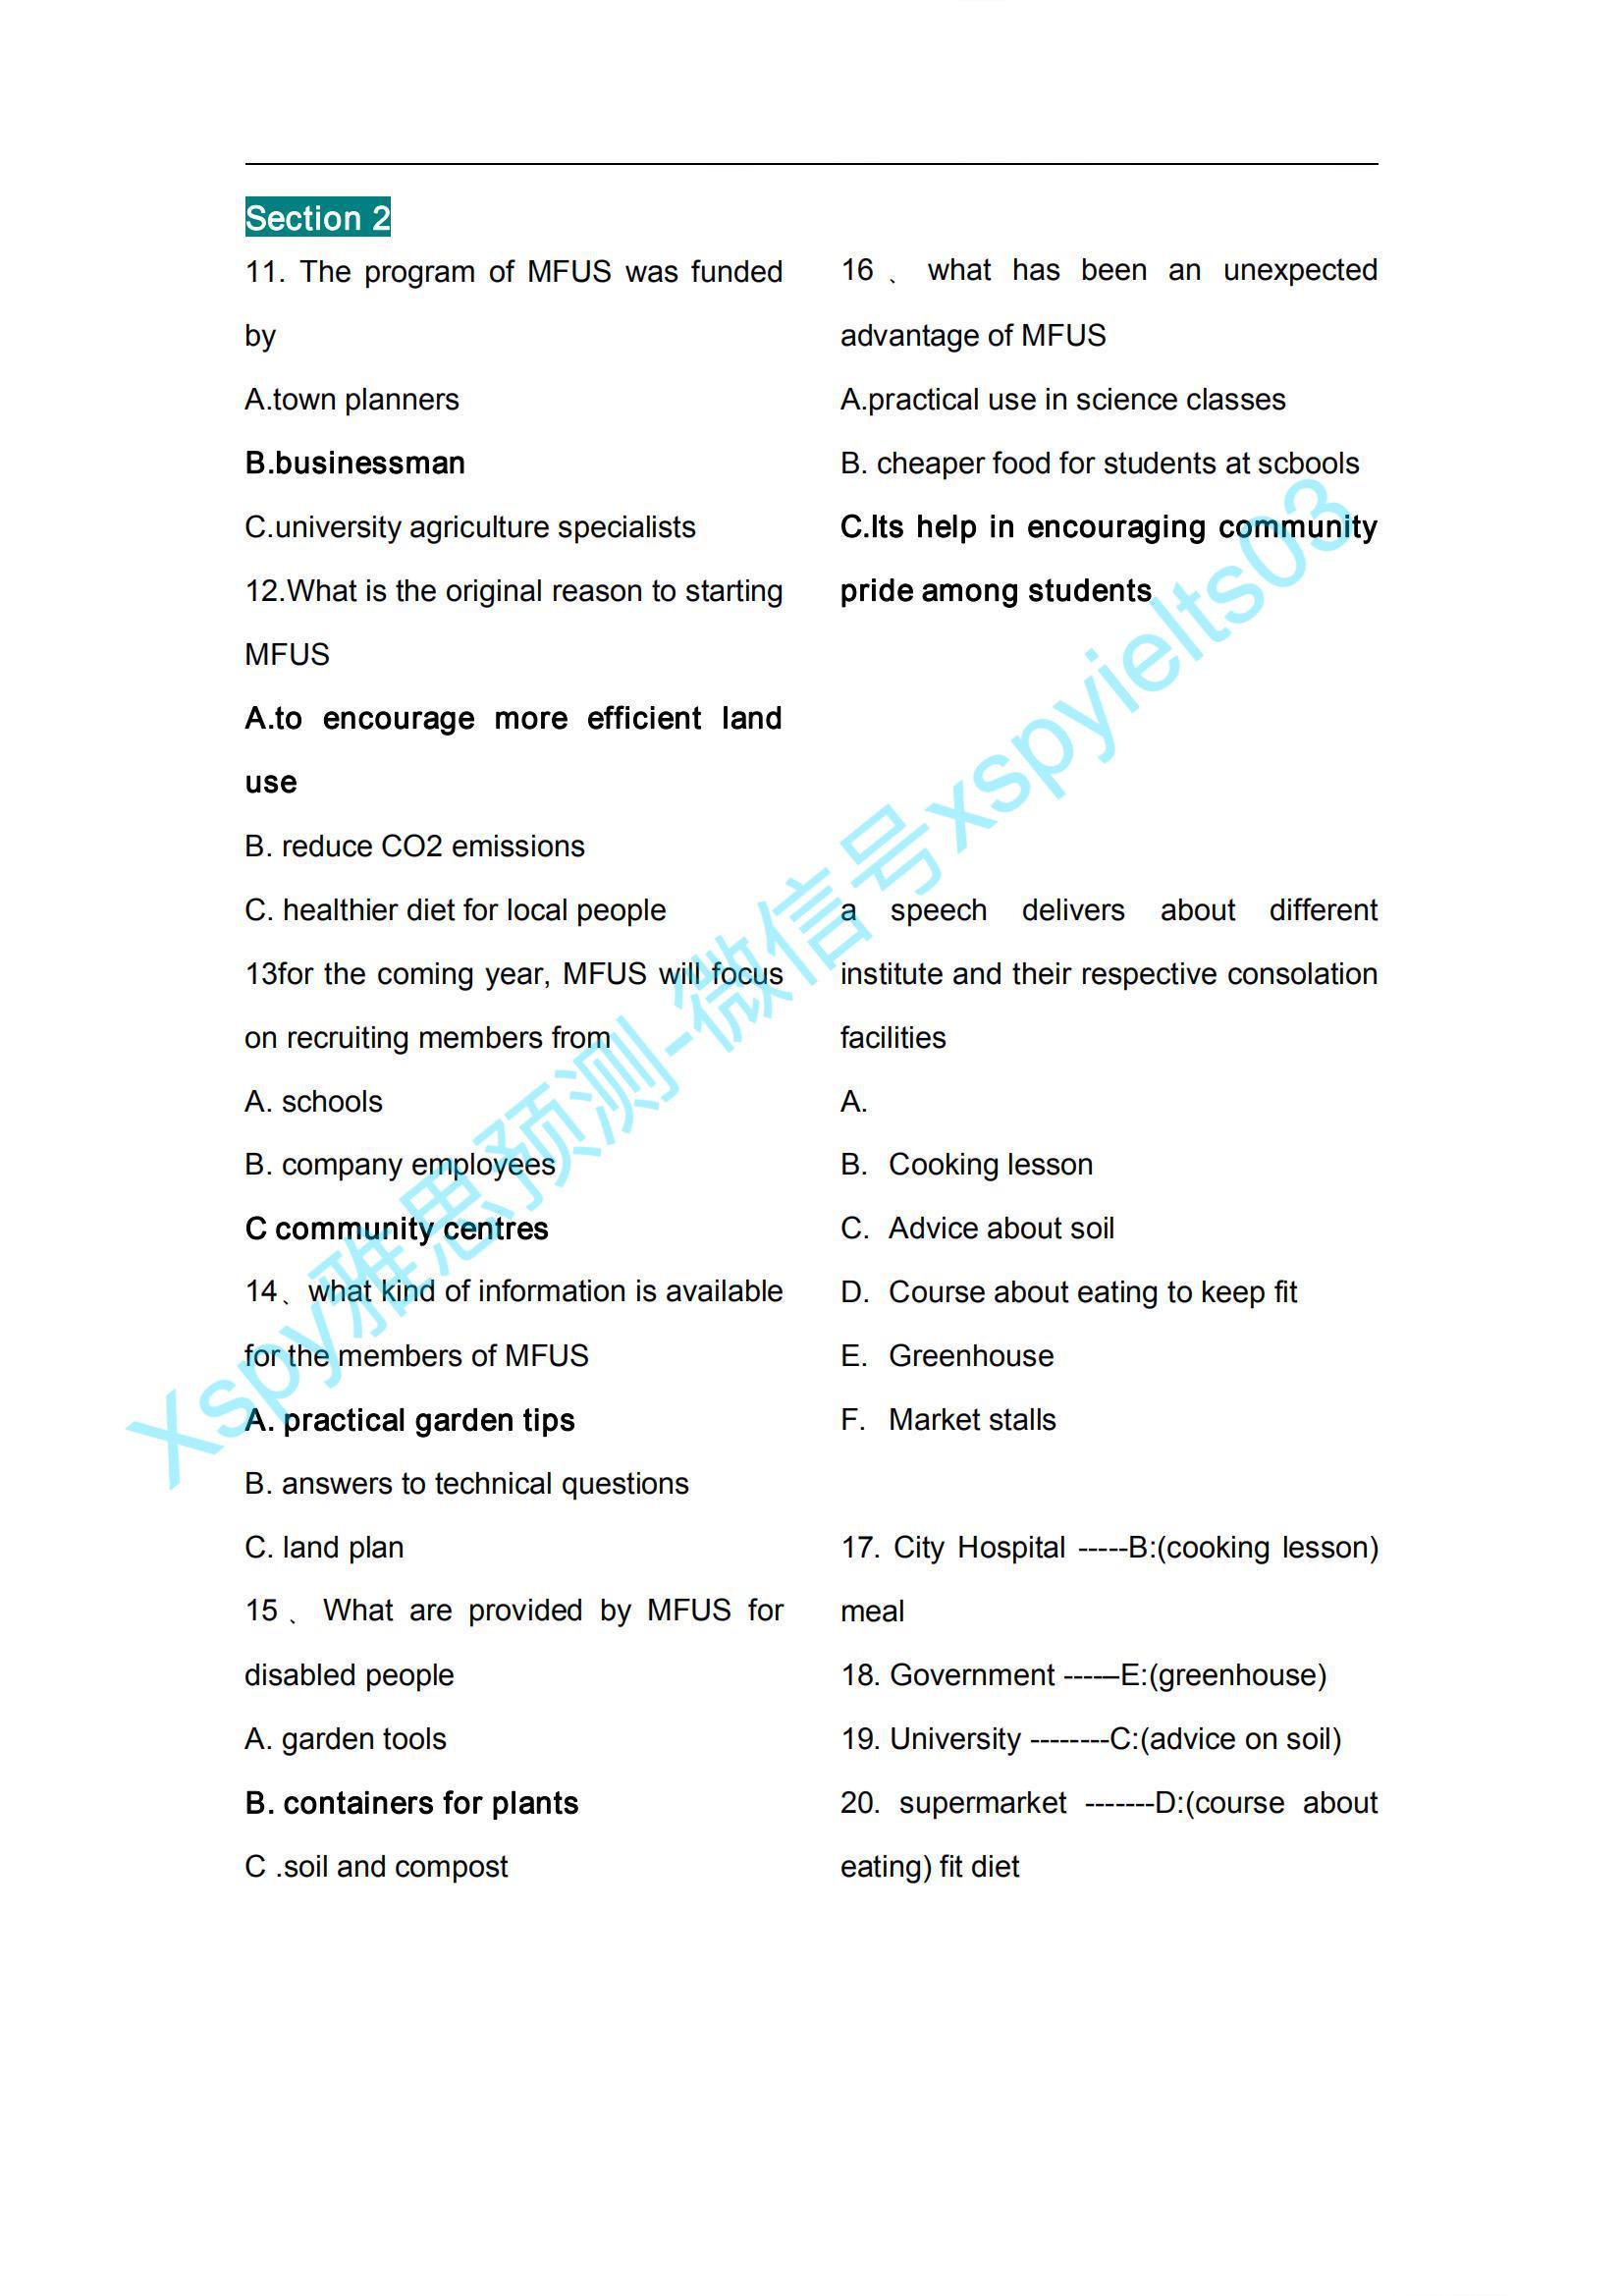 Section 2
11. The program of MFUS was funded
by
A.town planners
B.businessman
C.university agriculture specialists
12.What is the original reason to starting
MFUS
A.to encourage more efficient land
use
B. reduce CO2 emissions
C. healthier diet for local people
13for the coming year, MFUS will focus
on recruiting members from
A. schools
B. company employees
C community centres
14、what kind of information is available
for the members of MFUS
A. practical garden tips
B. answers to technical questions
C. land plan
15、What are provided by MFUS for
disabled people
A. garden tools
B. containers for plants
C .soil and compost
16、what has been an unexpected
advantage of MFUS
A.practical use in science classes
B. cheaper food for students at scbools
C.Its help in encouraging community
pride among students
a speech delivers about different
institute and their respective consolation
facilities
A.
B. Cooking lesson
C. Advice about soil
D. Course about eating to keep fit
E. Greenhouse
F. Market stalls
17. City Hospital -----B:(cooking lesson)
meal
18. Government ------E:(greenhouse)
19. University --------C:(advice on soil)
20. supermarket -------D:(course about
eating) fit diet
Xspy雅思预测-微信号xspyielts03